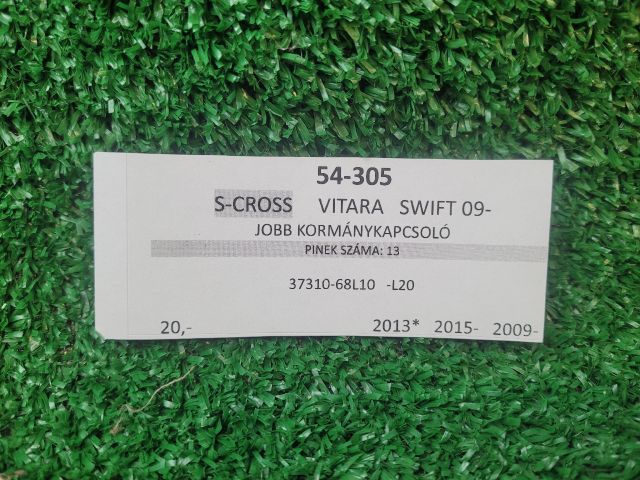 54-305
S-CROSS VITARA SWIFT 09-
JOBB KORMÁNYKAPCSOLÓ
PINEK SZÁMA: 13
37310-68L10 -L20
20,- 2013* 2015- 2009-